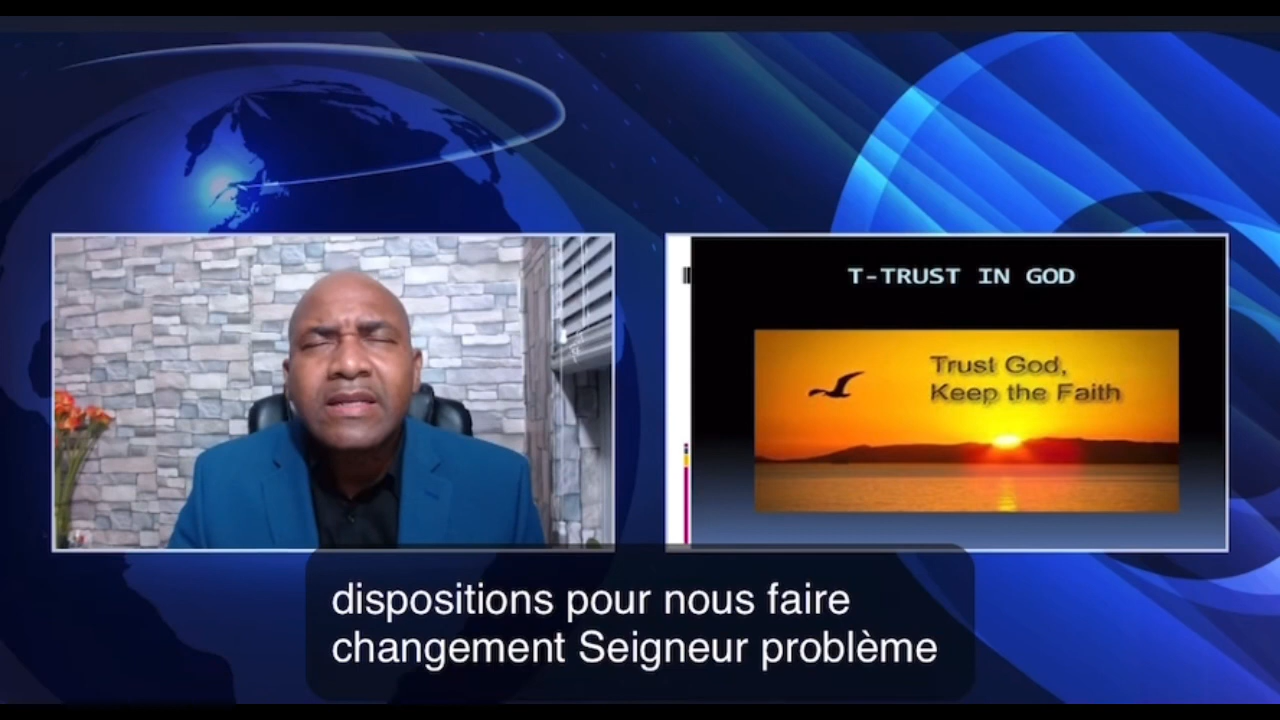 T-TRUST IN GOD
Trust God,
Keep the Faith
dispositions pour nous faire
changement Seigneur problème